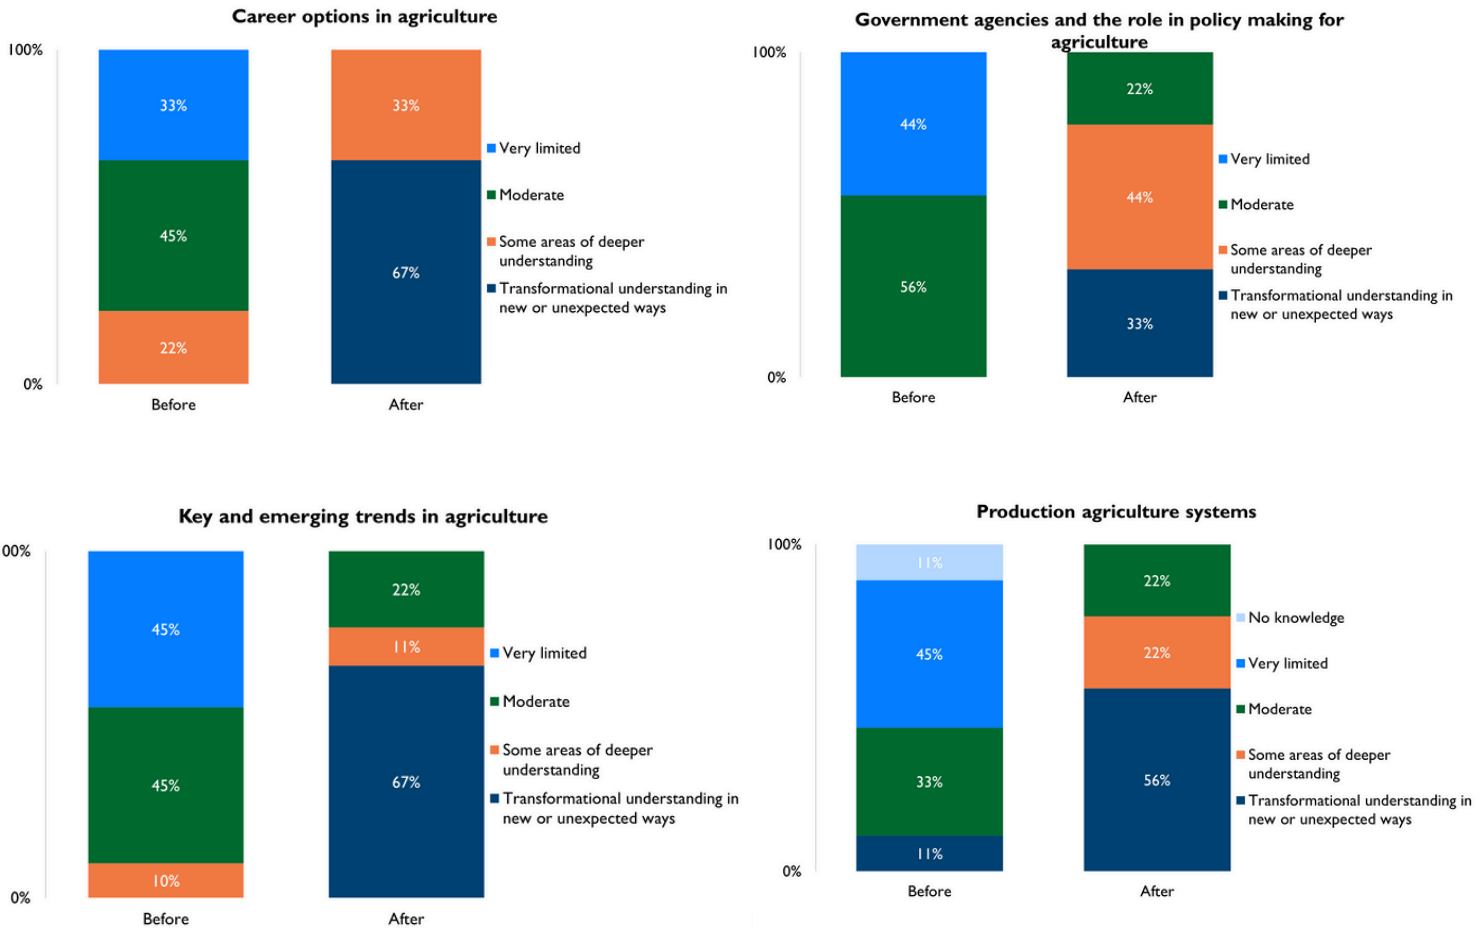 Career options in agriculture
100%
33%
45%
22%
33%
67%
0%
Before
After
Very limited
Moderate
Some areas of deeper
understanding
Transformational understanding in
new or unexpected ways
Government agencies and the role in policy making for
agriculture
100%
44%
56%
22%
44%
33%
0%
Before
After
Very limited
Moderate
Some areas of deeper
understanding
Transformational understanding in
new or unexpected ways
Key and emerging trends in agriculture
00%
45%
45%
10%
22%
11%
67%
0%
Before
After
Very limited
Moderate
Some areas of deeper
understanding
Transformational understanding in
new or unexpected ways
Production agriculture systems
100%
11%
45%
33%
11%
22%
22%
56%
0%
Before
After
No knowledge
Very limited
Moderate
Some areas of deeper
understanding
Transformational understanding in
new or unexpected ways